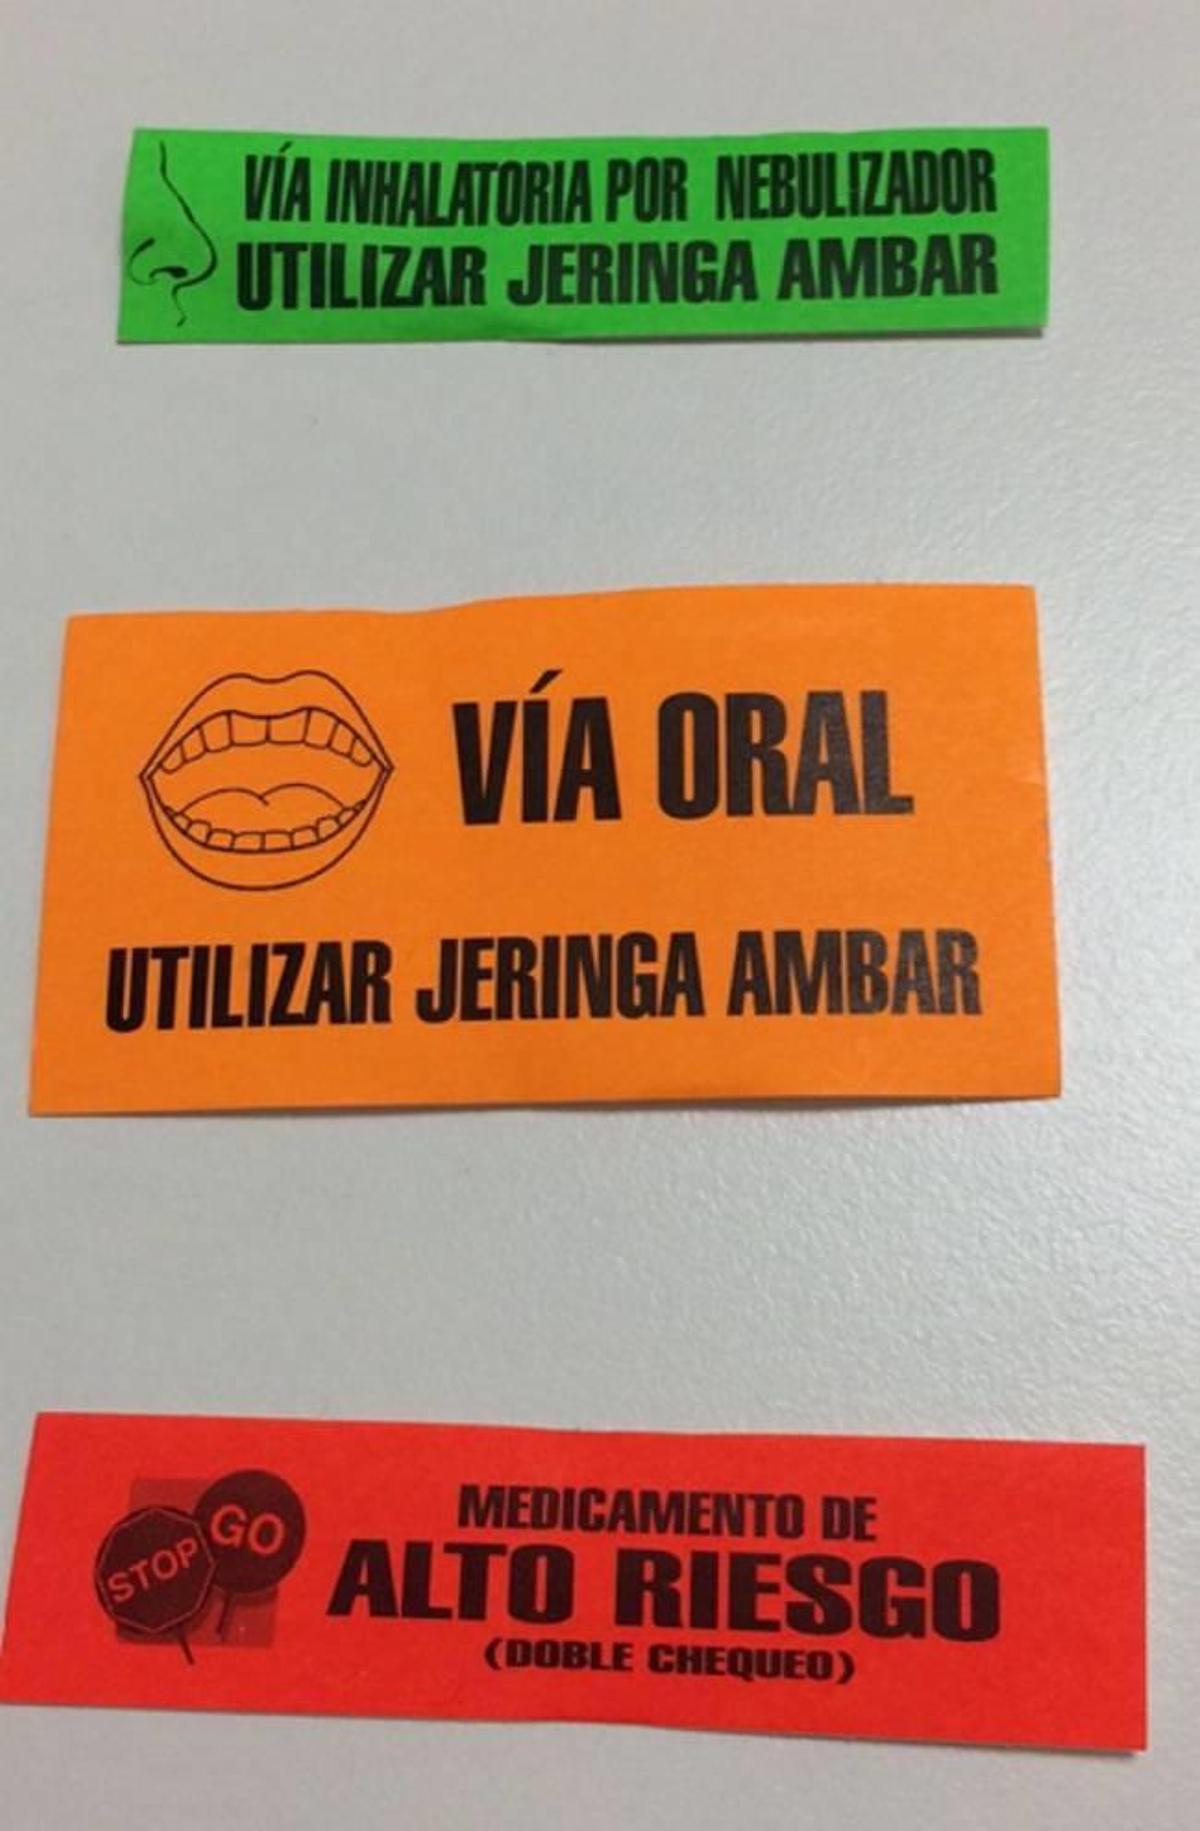 VÍA INHALATORIA POR NEBULIZADOR
UTILIZAR JERINGA AMBAR
VÍA ORAL
UTILIZAR JERINGA AMBAR
STOP
GO
MEDICAMENTO DE
ALTO RIESGO
(DOBLE CHEQUEO)